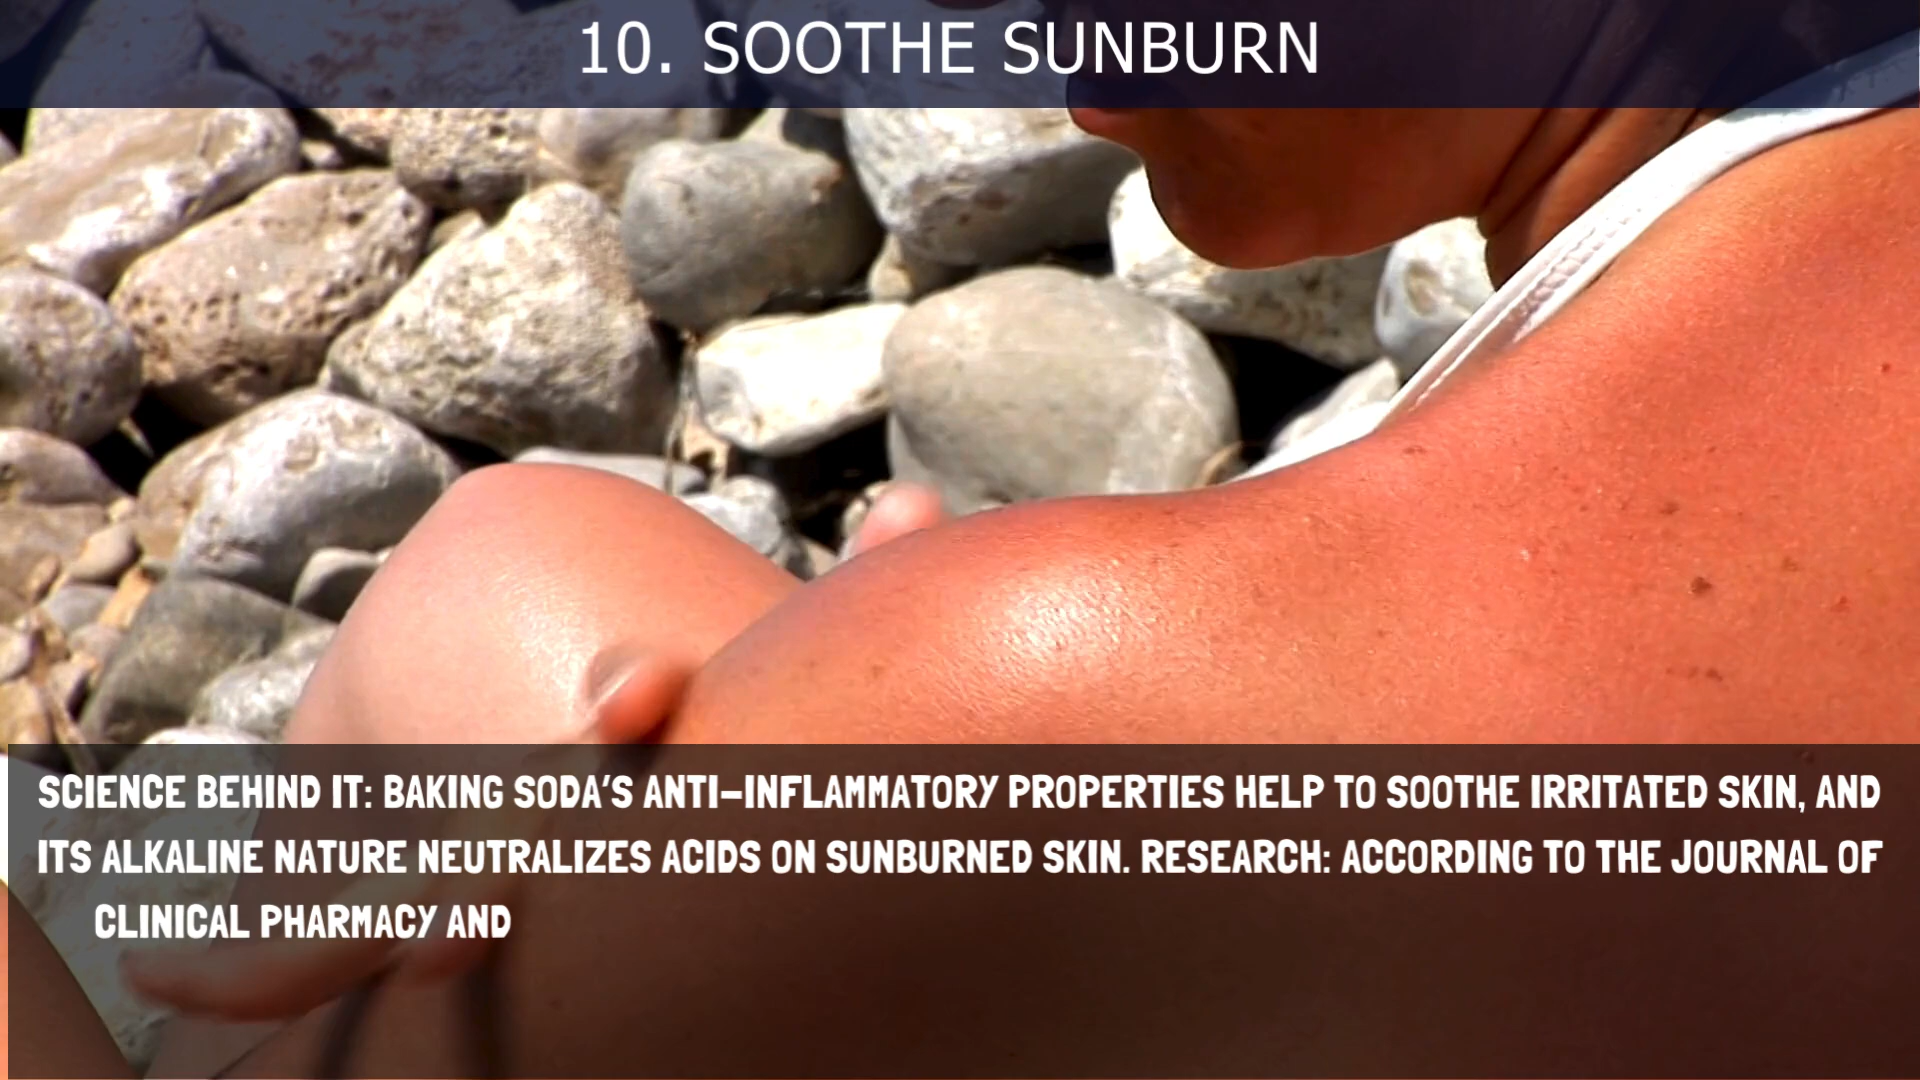 10. SOOTHE SUNBURN
SCIENCE BEHIND IT: BAKING SODA'S ANTI-INFLAMMATORY PROPERTIES HELP TO SOOTHE IRRITATED SKIN, AND
ITS ALKALINE NATURE NEUTRALIZES ACIDS ON SUNBURNED SKIN. RESEARCH: ACCORDING TO THE JOURNAL OF
CLINICAL PHARMACY AND